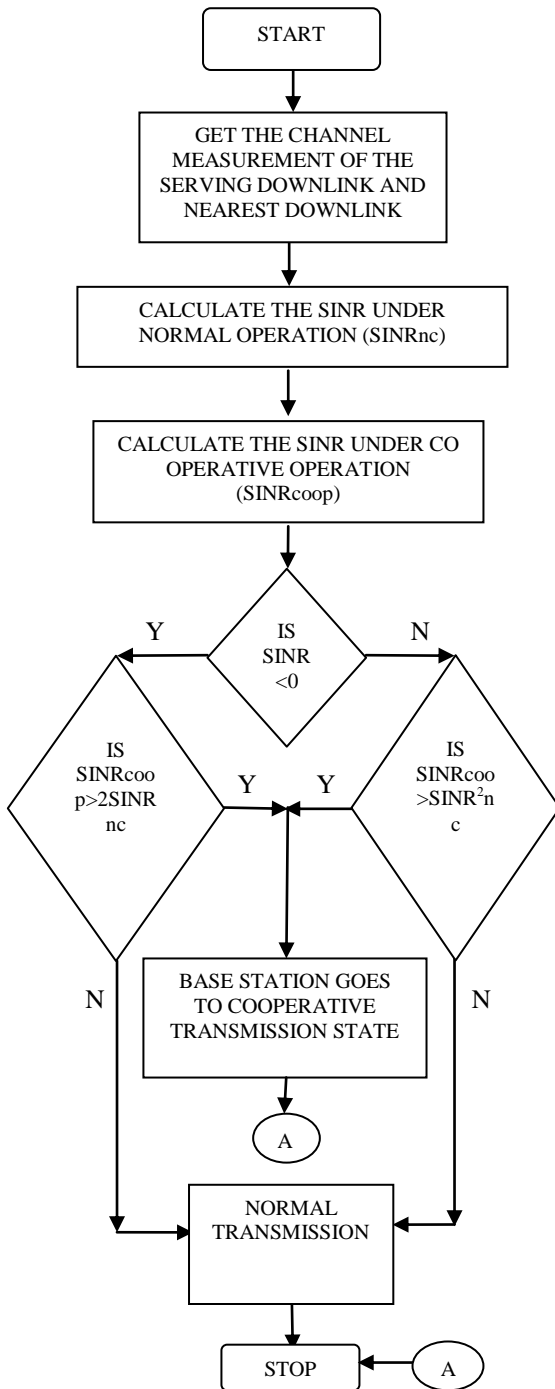 START
GET THE CHANNEL
MEASUREMENT OF THE
SERVING DOWNLINK AND
NEAREST DOWNLINK
CALCULATE THE SINR UNDER
NORMAL OPERATION (SINRnc)
CALCULATE THE SINR UNDER CO
OPERATIVE OPERATION
(SINRcoop)
Y
IS
SINR
<0
N
IS
SINRcoo
p>2SINR
nc
Y
Y
IS
SINRcoo
>SINR²n
c
N
BASE STATION GOES
TO COOPERATIVE
TRANSMISSION STATE
N
A
NORMAL
TRANSMISSION
STOP
A